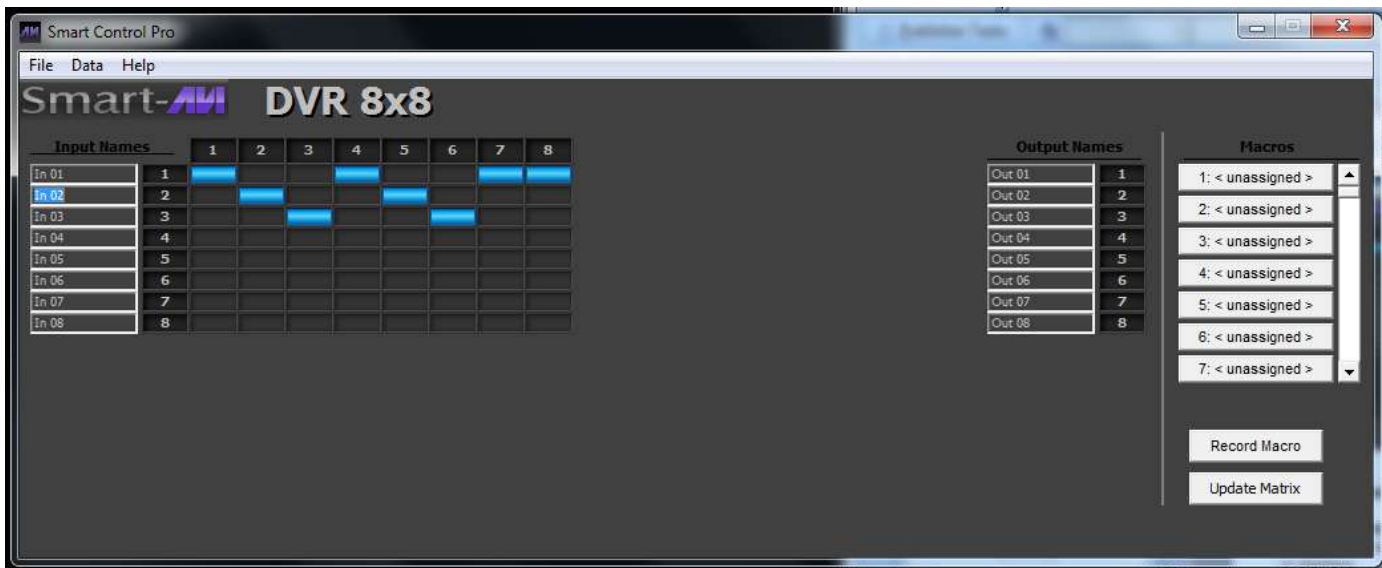 Smart Control Pro
File Data Help
Smart-AVI DVR 8x8
Input Names 1 2 3 4 5 6 7 8 Output Names Macros
In 01 1 Out 01 1 1: < unassigned >
In 02 2 Out 02 2 2: < unassigned >
In 03 3 Out 03 3 3: < unassigned >
In 04 4 Out 04 4 4: < unassigned >
In 05 5 Out 05 5 5: < unassigned >
In 06 6 Out 06 6 6: < unassigned >
In 07 7 Out 07 7 7: < unassigned >
In 08 8 Out 08 8
Record Macro
Update Matrix